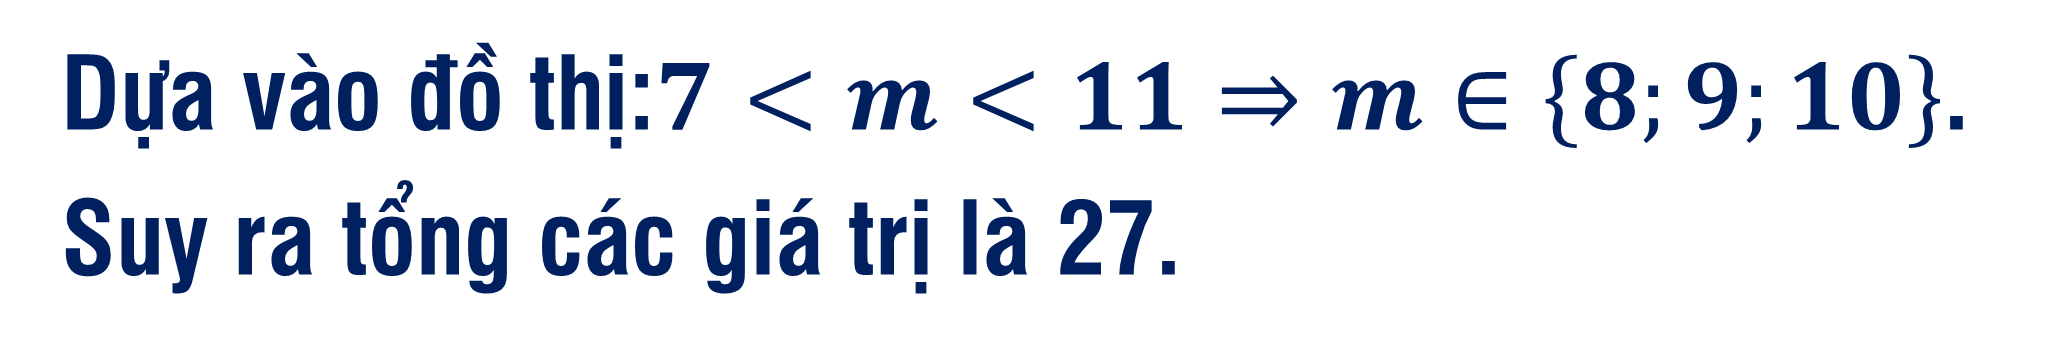 Dựa vào đồ thị:7 < m < 11 ⇒ m ∈ {8; 9; 10}.
Suy ra tổng các giá trị là 27.